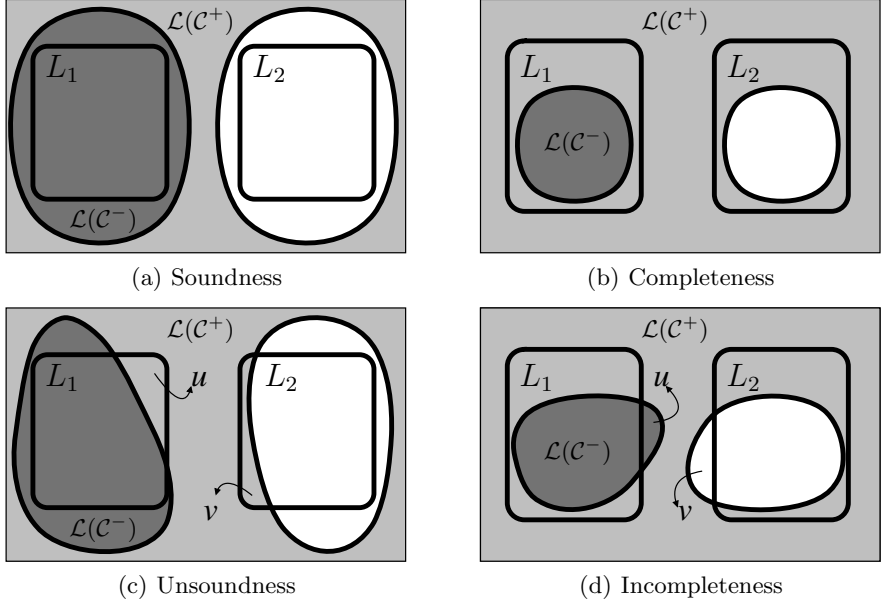 𝓛(𝓒⁺)
L₁
L₂
𝓛(𝓒⁻)
(a) Soundness
𝓛(𝓒⁺)
L₁
L₂
𝓛(𝓒⁻)
(b) Completeness
𝓛(𝓒⁺)
L₁
u
L₂
v
𝓛(𝓒⁻)
(c) Unsoundness
𝓛(𝓒⁺)
L₁
u
L₂
𝓛(𝓒⁻)
v
(d) Incompleteness